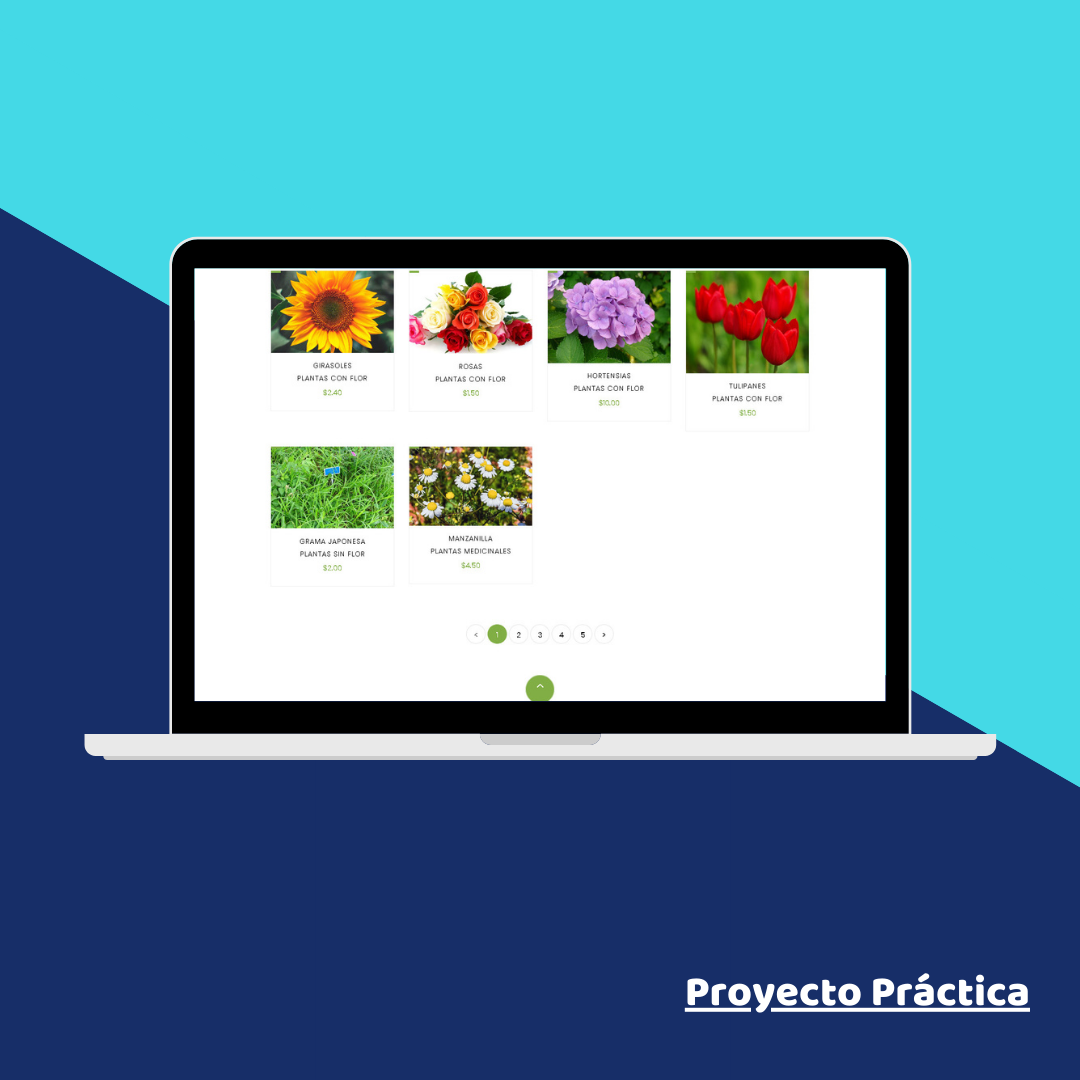 GIRASOLES
PLANTAS CON FLOR
$2.40
ROSAS
PLANTAS CON FLOR
$1.50
HORTENSIAS
PLANTAS CON FLOR
$10.00
TULIPANES
PLANTAS CON FLOR
$1.50
GRAMA JAPONESA
PLANTAS SIN FLOR
$2.00
MANZANILLA
PLANTAS MEDICINALES
$4.50
< 1 2 3 4 5 >
Proyecto Práctica